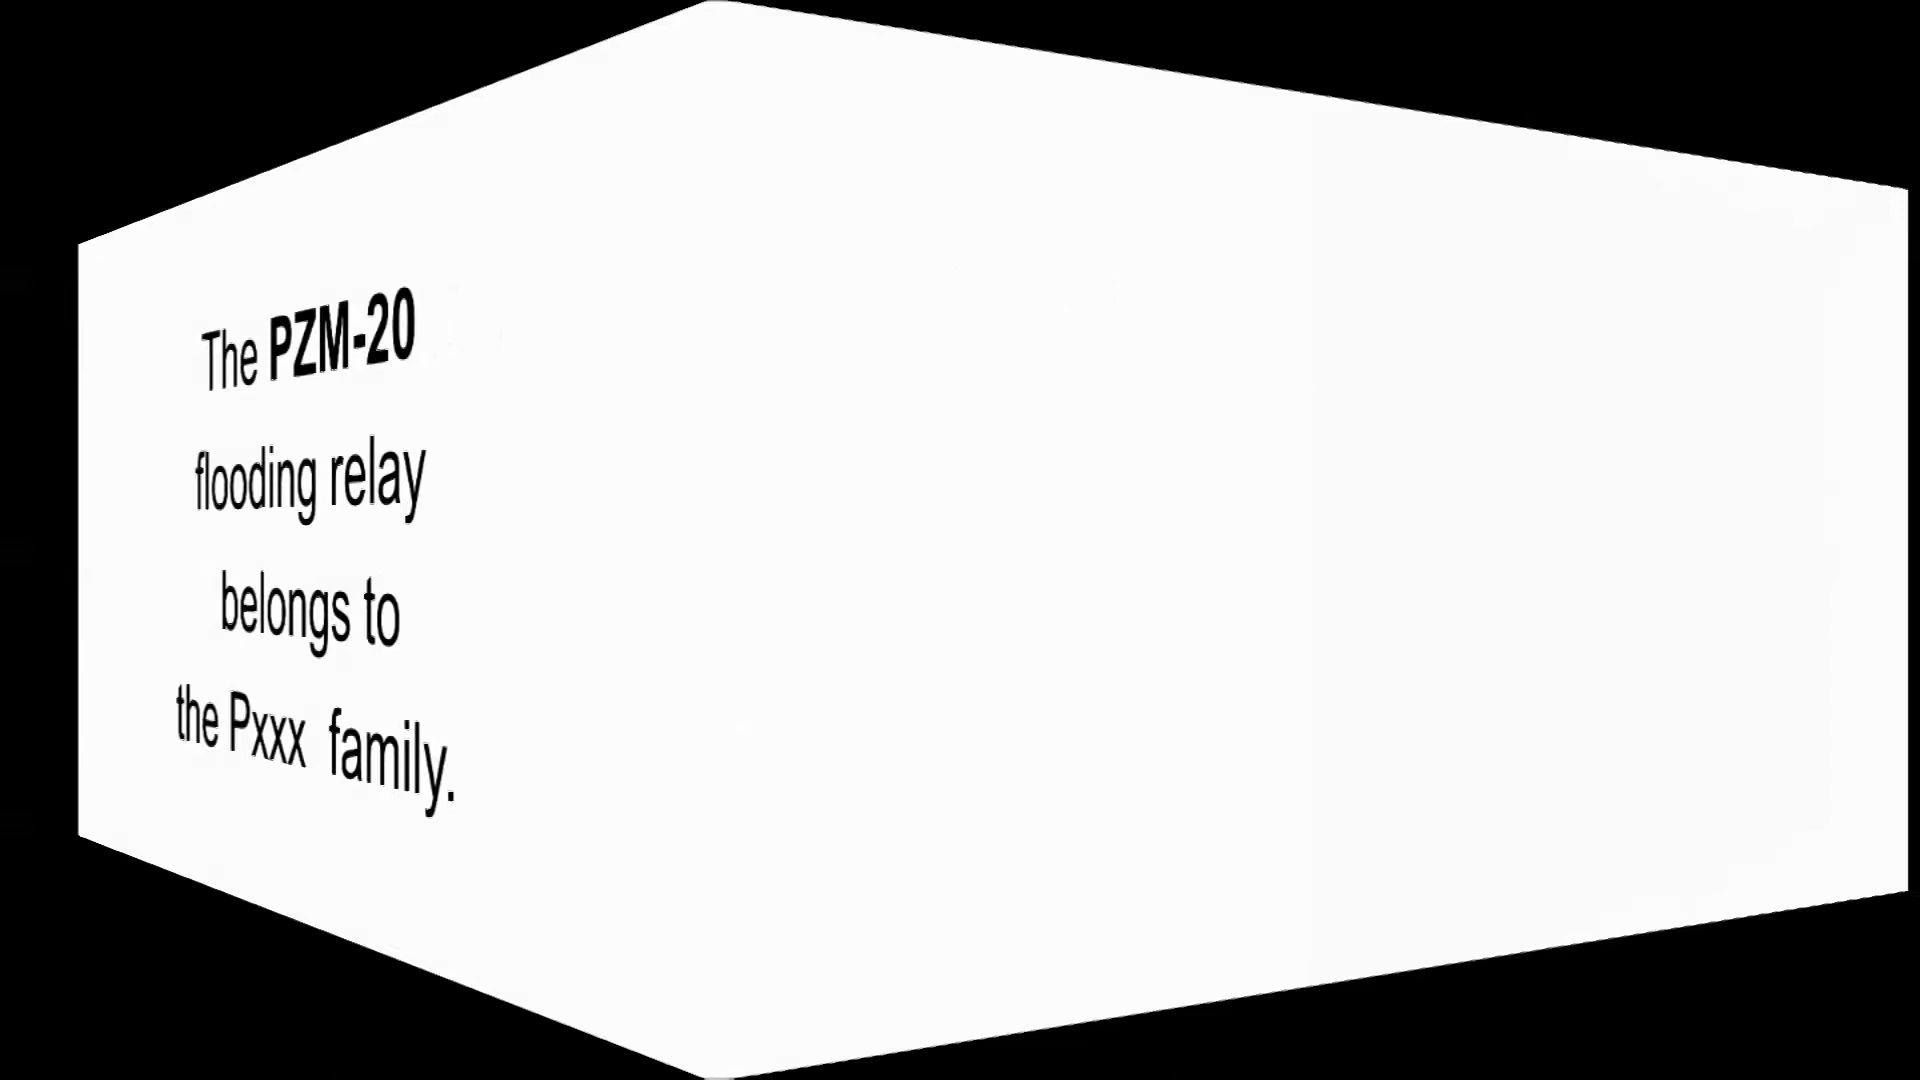 The PZM-20
flooding relay
belongs to
the Pxxx family.